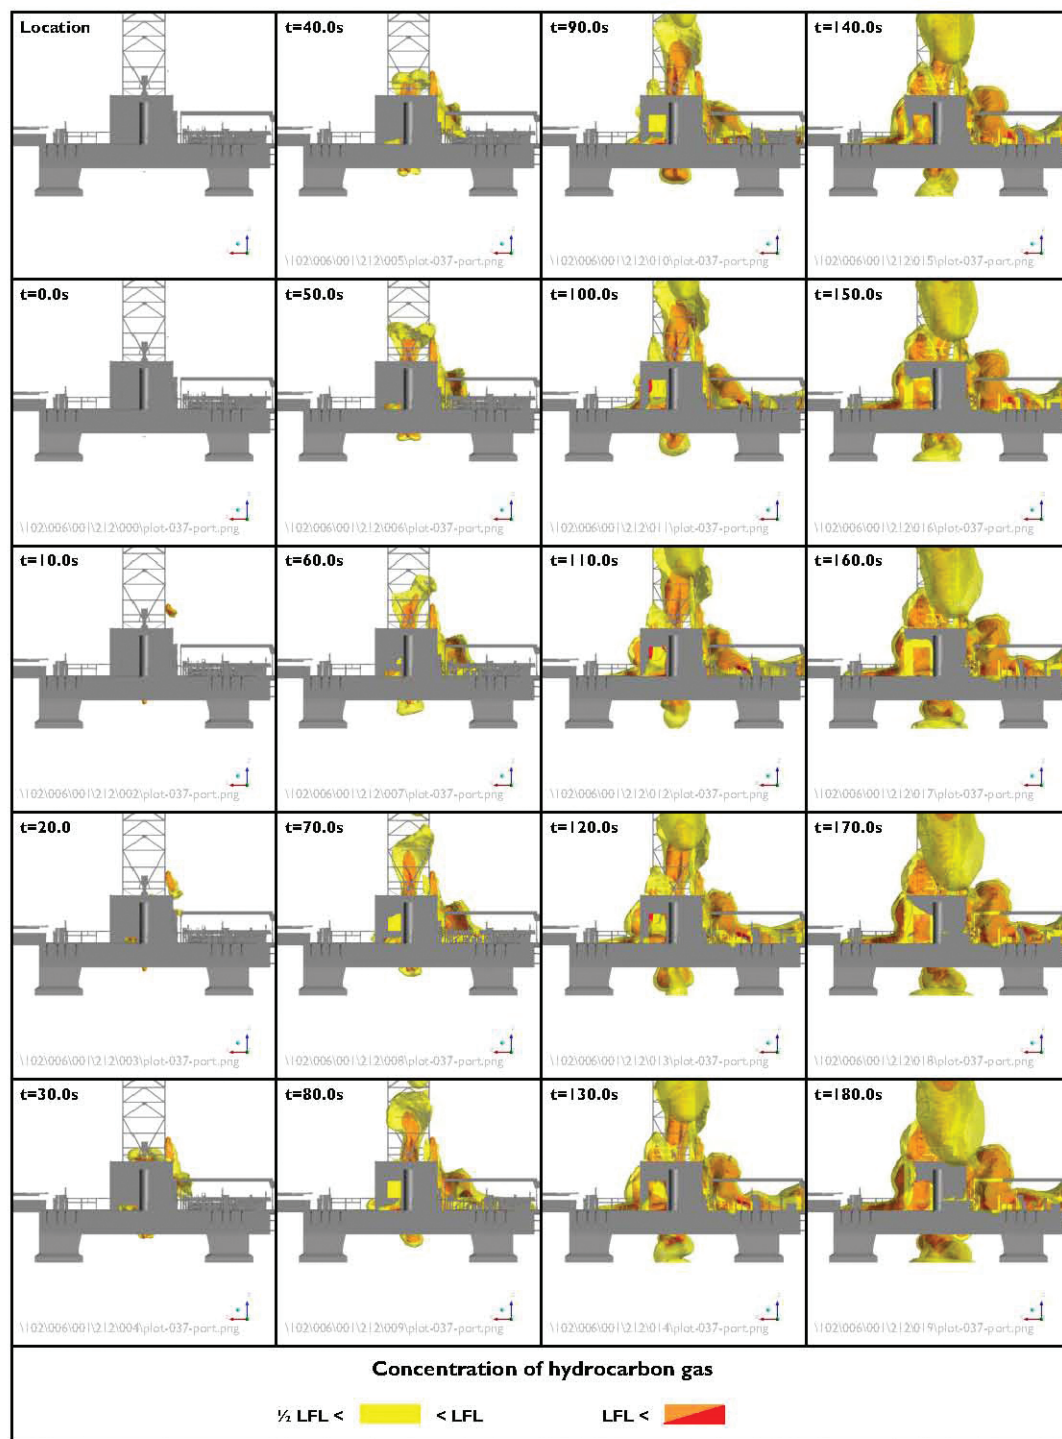 Location
t=40.0s
t=90.0s
t=140.0s
\102\006\001\212\005\plot-037-port.png
\102\006\001\212\010\plot-037-port.png
\102\006\001\212\015\plot-037-port.png
t=0.0s
t=50.0s
t=100.0s
t=150.0s
\102\006\001\212\000\plot-037-port.png
\102\006\001\212\006\plot-037-port.png
\102\006\001\212\011\plot-037-port.png
\102\006\001\212\016\plot-037-port.png
t=10.0s
t=60.0s
t=110.0s
t=160.0s
\102\006\001\212\002\plot-037-port.png
\102\006\001\212\007\plot-037-port.png
\102\006\001\212\012\plot-037-port.png
\102\006\001\212\017\plot-037-port.png
t=20.0
t=70.0s
t=120.0s
t=170.0s
\102\006\001\212\003\plot-037-port.png
\102\006\001\212\008\plot-037-port.png
\102\006\001\212\013\plot-037-port.png
\102\006\001\212\018\plot-037-port.png
t=30.0s
t=80.0s
t=130.0s
t=180.0s
\102\006\001\212\004\plot-037-port.png
\102\006\001\212\009\plot-037-port.png
\102\006\001\212\014\plot-037-port.png
\102\006\001\212\019\plot-037-port.png
Concentration of hydrocarbon gas
½ LFL < < LFL LFL <